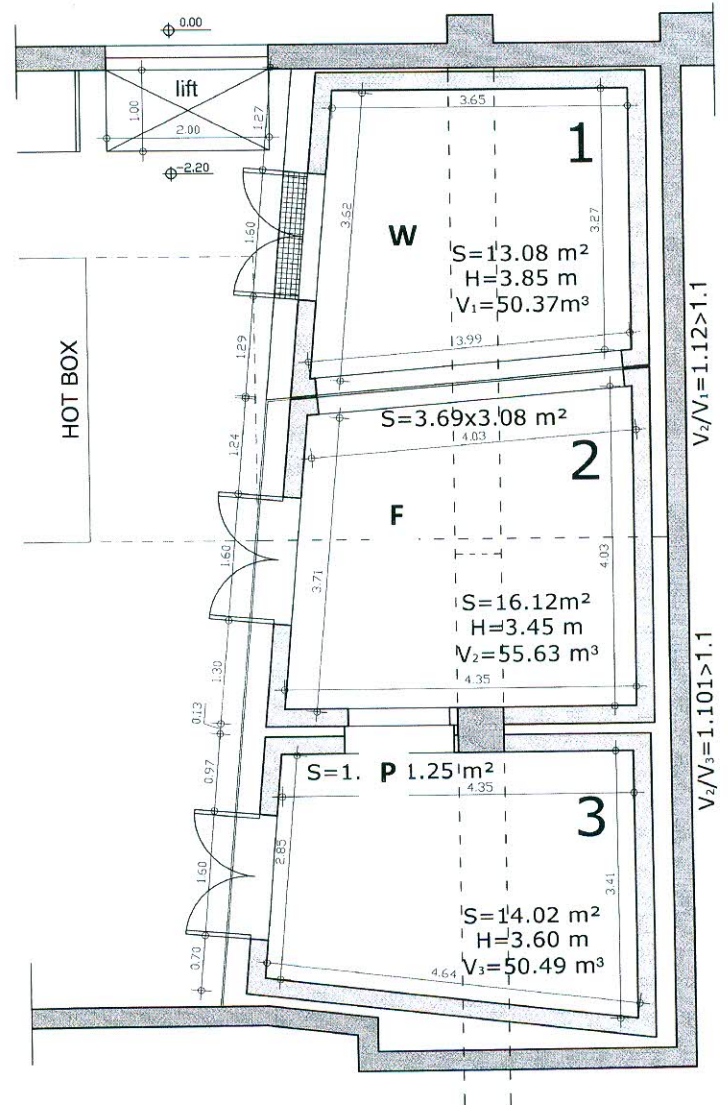 0.00
lift
1.00
2.00
1.27
-2.20
3.65
1
3.62
W
3.27
1.60
S=13.08 m²
H=3.85 m
V₁=50.37m³
3.99
1.29
HOT BOX
V₂/V₁=1.12>1.1
S=3.69x3.08 m²
4.03
2
1.24
F
1.60
3.71
4.03
S=16.12m²
H=3.45 m
V₂=55.63 m³
4.35
1.30
0.13
V₂/V₃=1.101>1.1
S=1. P 1.25 m²
4.35
0.97
3
2.85
1.60
3.41
S=14.02 m²
H=3.60 m
V₃=50.49 m³
4.64
0.70